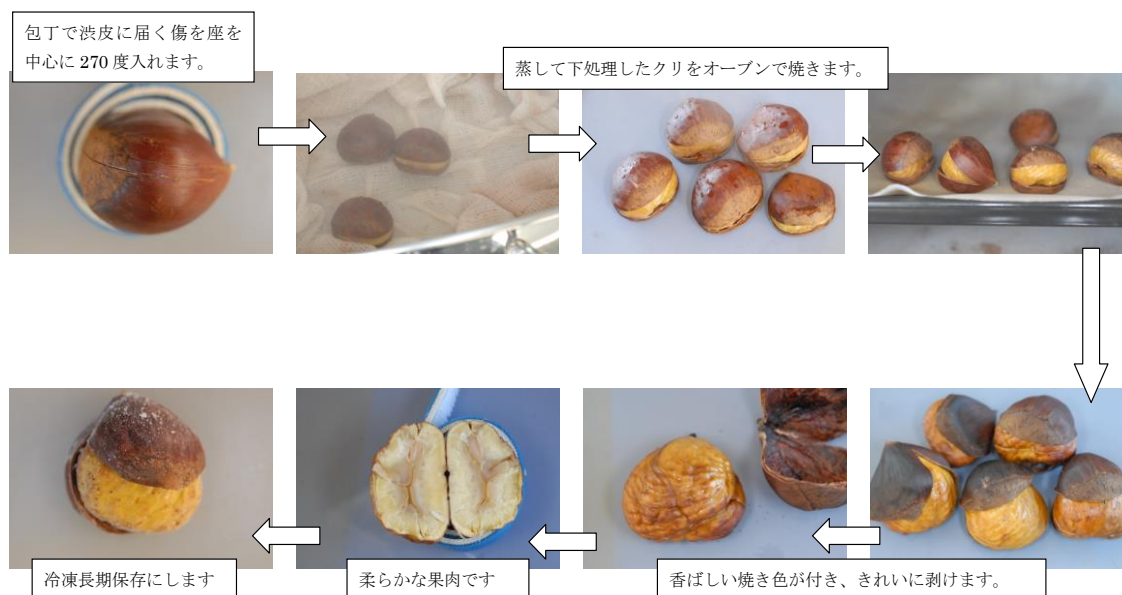 包丁で渋皮に届く傷を座を
中心に 270 度入れます。
蒸して下処理したクリをオーブンで焼きます。
香ばしい焼き色が付き、きれいに剥けます。
柔らかな果肉です
冷凍長期保存にします